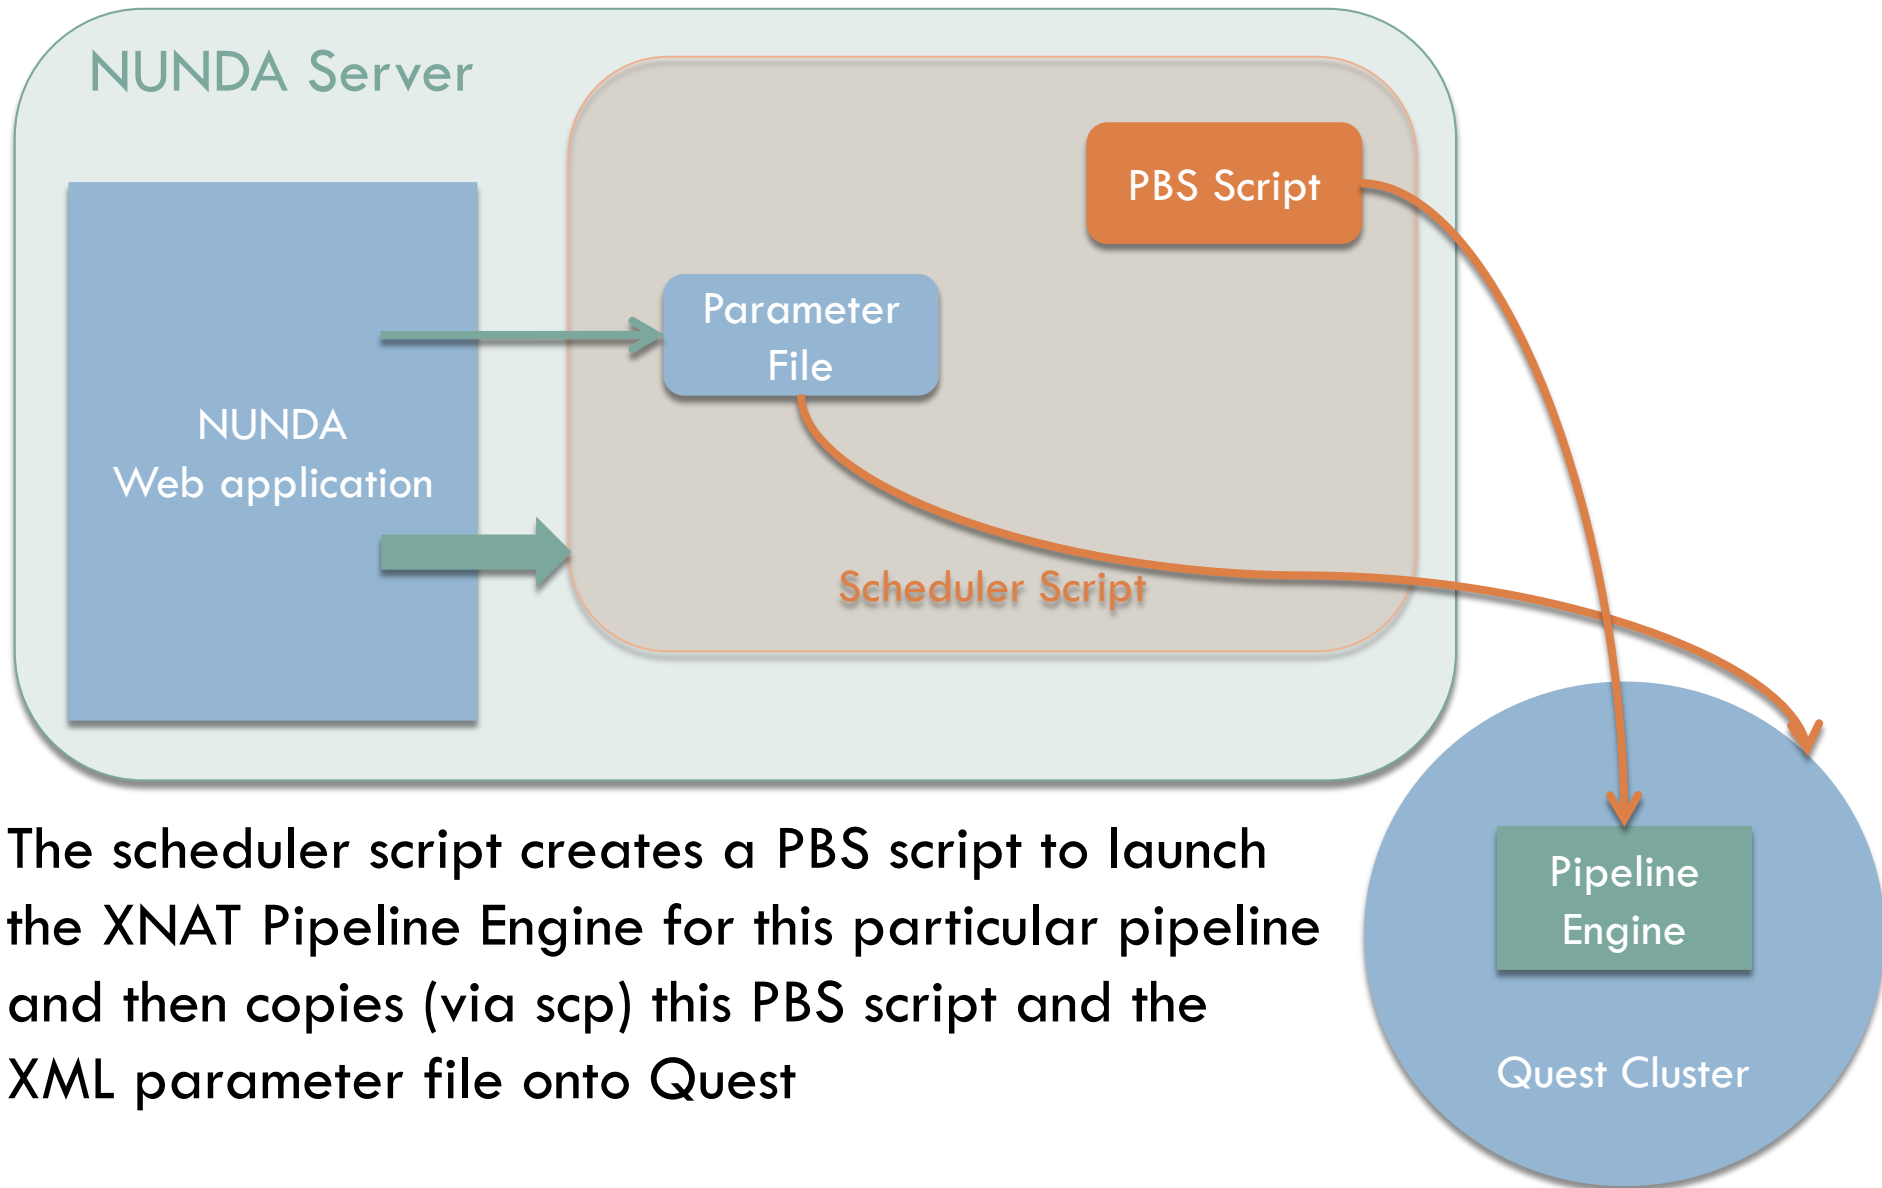 NUNDA Server
PBS Script
Parameter
File
NUNDA
Web application
Scheduler Script
The scheduler script creates a PBS script to launch
the XNAT Pipeline Engine for this particular pipeline
and then copies (via scp) this PBS script and the
XML parameter file onto Quest
Pipeline
Engine
Quest Cluster